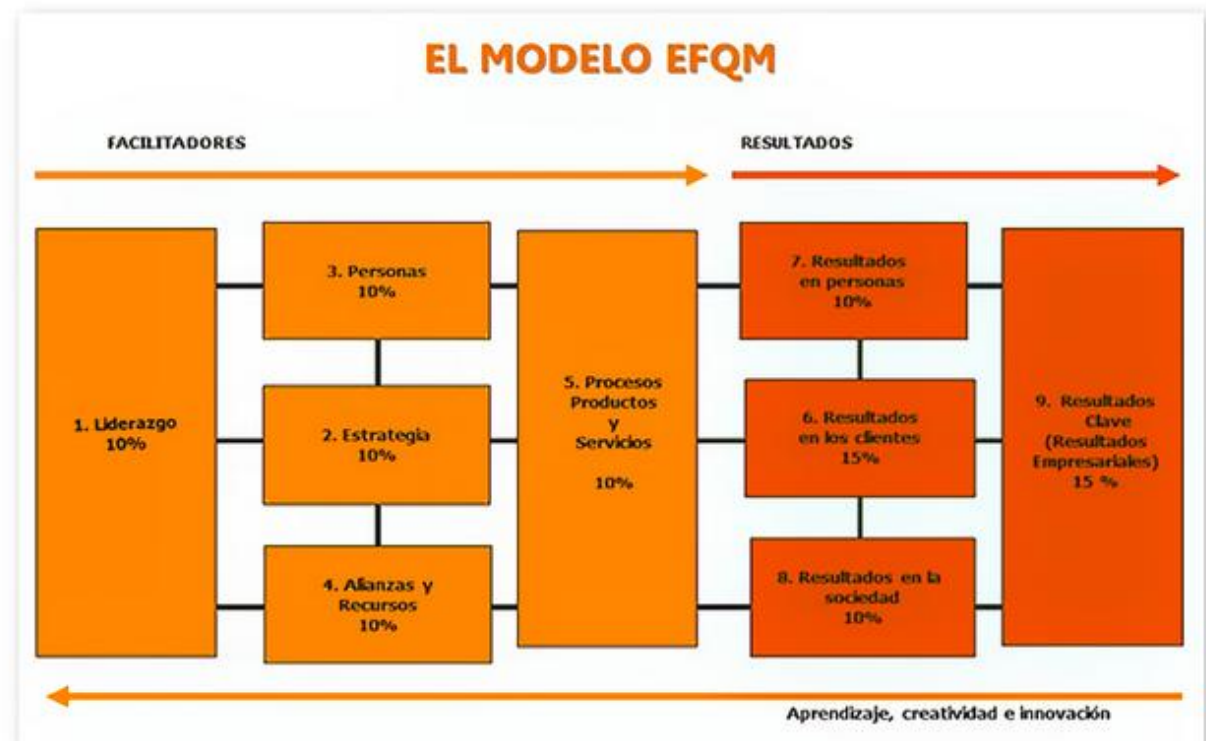 EL MODELO EFQM
FACILITADORES
RESULTADOS
1. Liderazgo
10%
3. Personas
10%
2. Estrategia
10%
4. Alianzas y
Recursos
10%
5. Procesos
Productos
y
Servicios
10%
7. Resultados
en personas
10%
6. Resultados
en los clientes
15%
8. Resultados en la
sociedad
10%
9. Resultados
Clave
(Resultados
Empresariales)
15 %
Aprendizaje, creatividad e innovación